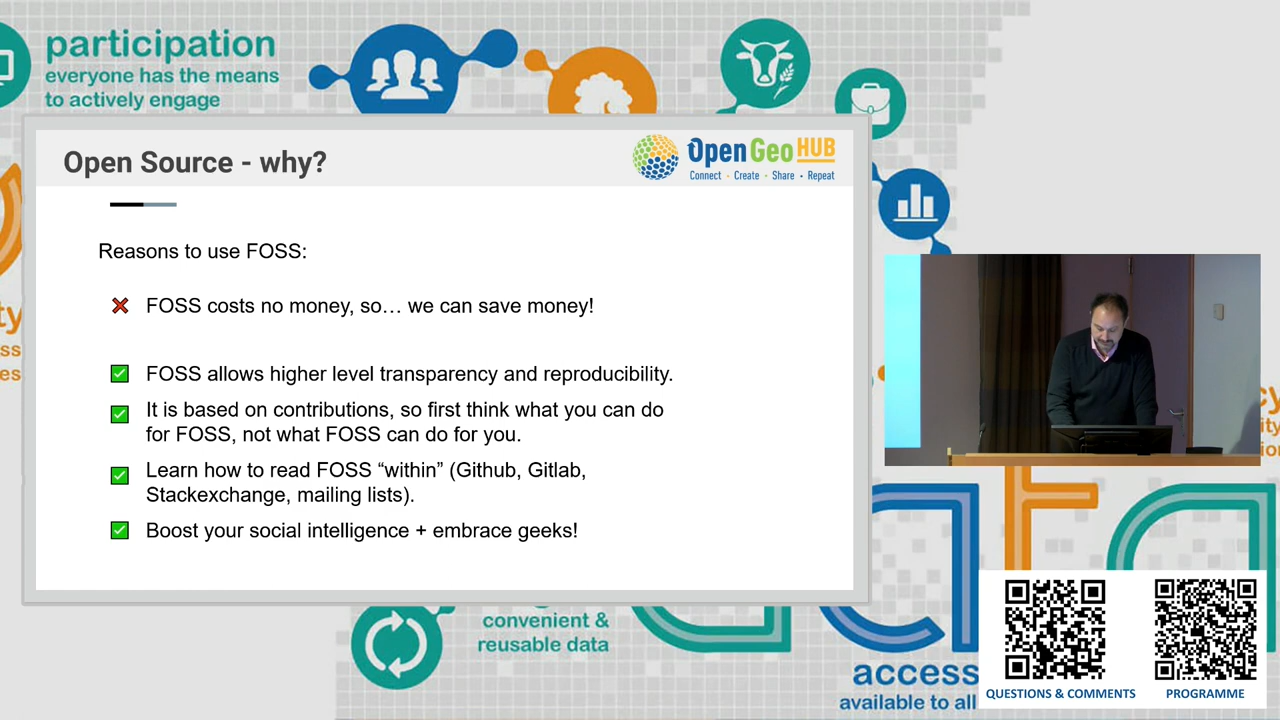 participation
everyone has the means
to actively engage
Open Source - why?
OpenGeoHUB
Connect · Create · Share · Repeat
Reasons to use FOSS:
FOSS costs no money, so… we can save money!
FOSS allows higher level transparency and reproducibility.
It is based on contributions, so first think what you can do
for FOSS, not what FOSS can do for you.
Learn how to read FOSS “within” (Github, Gitlab,
Stackexchange, mailing lists).
Boost your social intelligence + embrace geeks!
convenient &
reusable data
access
available to all
QUESTIONS & COMMENTS
PROGRAMME